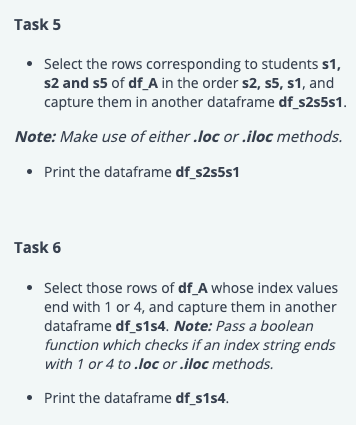 Task 5
• Select the rows corresponding to students s1,
s2 and s5 of df_A in the order s2, s5, s1, and
capture them in another dataframe df_s2s5s1.
Note: Make use of either .loc or .iloc methods.
• Print the dataframe df_s2s5s1
Task 6
• Select those rows of df_A whose index values
end with 1 or 4, and capture them in another
dataframe df_s1s4. Note: Pass a boolean
function which checks if an index string ends
with 1 or 4 to .loc or .iloc methods.
• Print the dataframe df_s1s4.